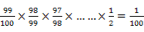 99/100 × 98/99 × 97/98 × ... ... × 1/2 = 1/100